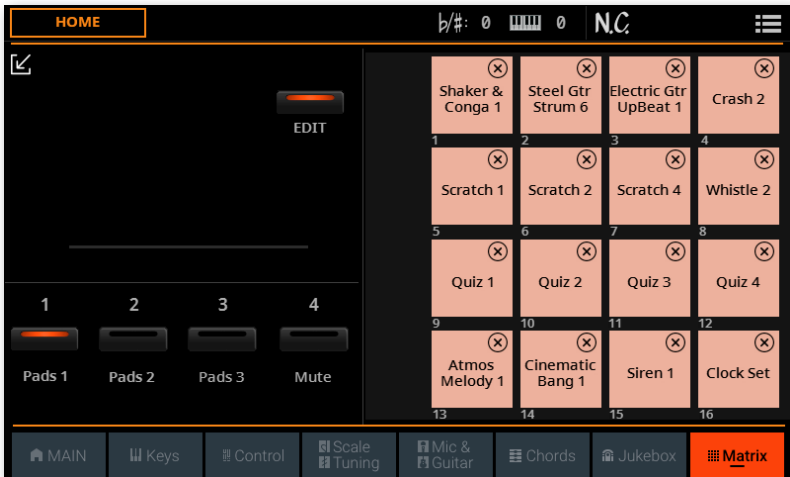 HOME
b/#: 0
0
N.C.
EDIT
1 2 3 4
Pads 1 Pads 2 Pads 3 Mute
Shaker & Conga 1
1
Steel Gtr Strum 6
2
Electric Gtr UpBeat 1
3
Crash 2
4
Scratch 1
5
Scratch 2
6
Scratch 4
7
Whistle 2
8
Quiz 1
9
Quiz 2
10
Quiz 3
11
Quiz 4
12
Atmos Melody 1
13
Cinematic Bang 1
14
Siren 1
15
Clock Set
16
MAIN
Keys
Control
Scale
Tuning
Mic &
Guitar
Chords
Jukebox
Matrix